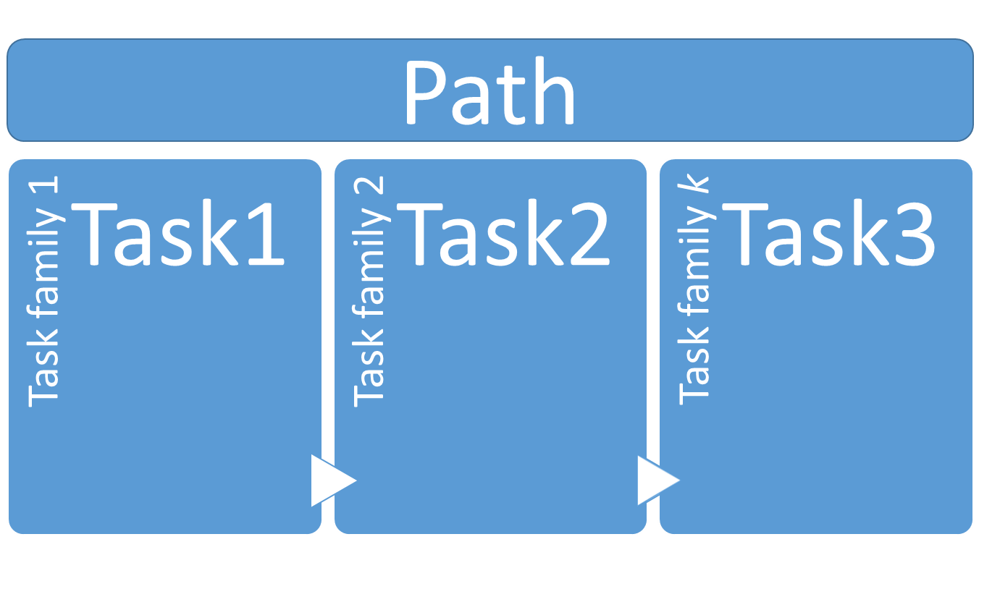 Path
Task family 1
Task1
Task family 2
Task2
Task family k
Task3